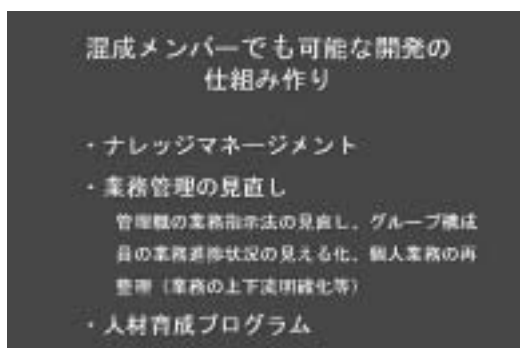 混成メンバーでも可能な開発の
仕組み作り
・ナレッジマネージメント
・業務管理の見直し
管理職の業務指示法の見直し、グループ構成
員の業務進捗状況の見える化、個人業務の再
整理（業務の上下流明確化等）
・人材育成プログラム